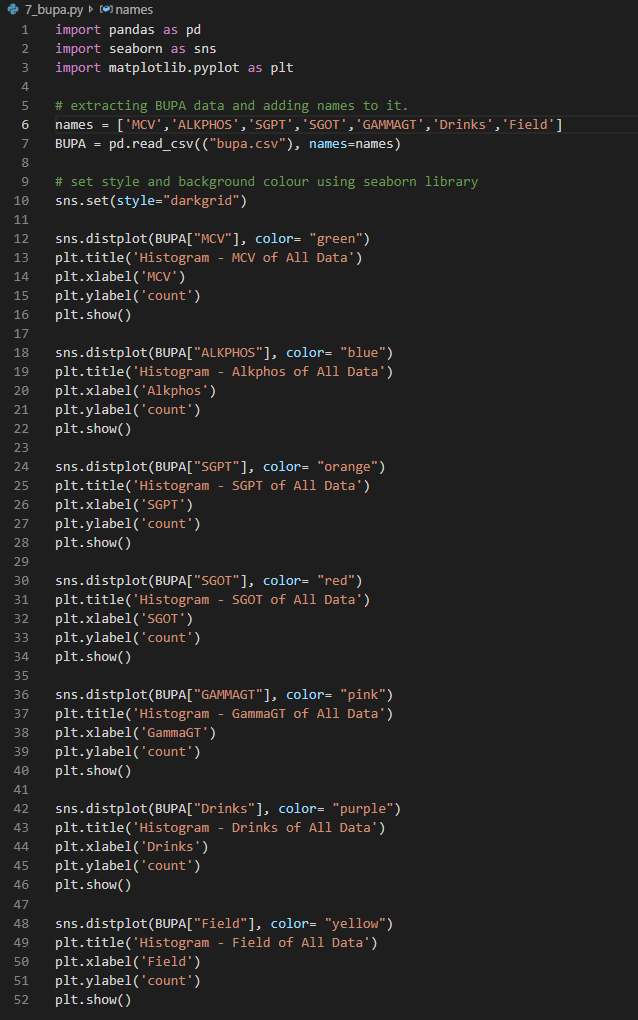 7_bupa.py names
1 import pandas as pd
2 import seaborn as sns
3 import matplotlib.pyplot as plt
4
5 # extracting BUPA data and adding names to it.
6 names = ['MCV','ALKPHOS','SGPT','SGOT','GAMMAGT','Drinks','Field']
7 BUPA = pd.read_csv(("bupa.csv"), names=names)
8
9 # set style and background colour using seaborn library
10 sns.set(style="darkgrid")
11
12 sns.distplot(BUPA["MCV"], color= "green")
13 plt.title('Histogram - MCV of All Data')
14 plt.xlabel('MCV')
15 plt.ylabel('count')
16 plt.show()
17
18 sns.distplot(BUPA["ALKPHOS"], color= "blue")
19 plt.title('Histogram - Alkphos of All Data')
20 plt.xlabel('Alkphos')
21 plt.ylabel('count')
22 plt.show()
23
24 sns.distplot(BUPA["SGPT"], color= "orange")
25 plt.title('Histogram - SGPT of All Data')
26 plt.xlabel('SGPT')
27 plt.ylabel('count')
28 plt.show()
29
30 sns.distplot(BUPA["SGOT"], color= "red")
31 plt.title('Histogram - SGOT of All Data')
32 plt.xlabel('SGOT')
33 plt.ylabel('count')
34 plt.show()
35
36 sns.distplot(BUPA["GAMMAGT"], color= "pink")
37 plt.title('Histogram - GammaGT of All Data')
38 plt.xlabel('GammaGT')
39 plt.ylabel('count')
40 plt.show()
41
42 sns.distplot(BUPA["Drinks"], color= "purple")
43 plt.title('Histogram - Drinks of All Data')
44 plt.xlabel('Drinks')
45 plt.ylabel('count')
46 plt.show()
47
48 sns.distplot(BUPA["Field"], color= "yellow")
49 plt.title('Histogram - Field of All Data')
50 plt.xlabel('Field')
51 plt.ylabel('count')
52 plt.show()